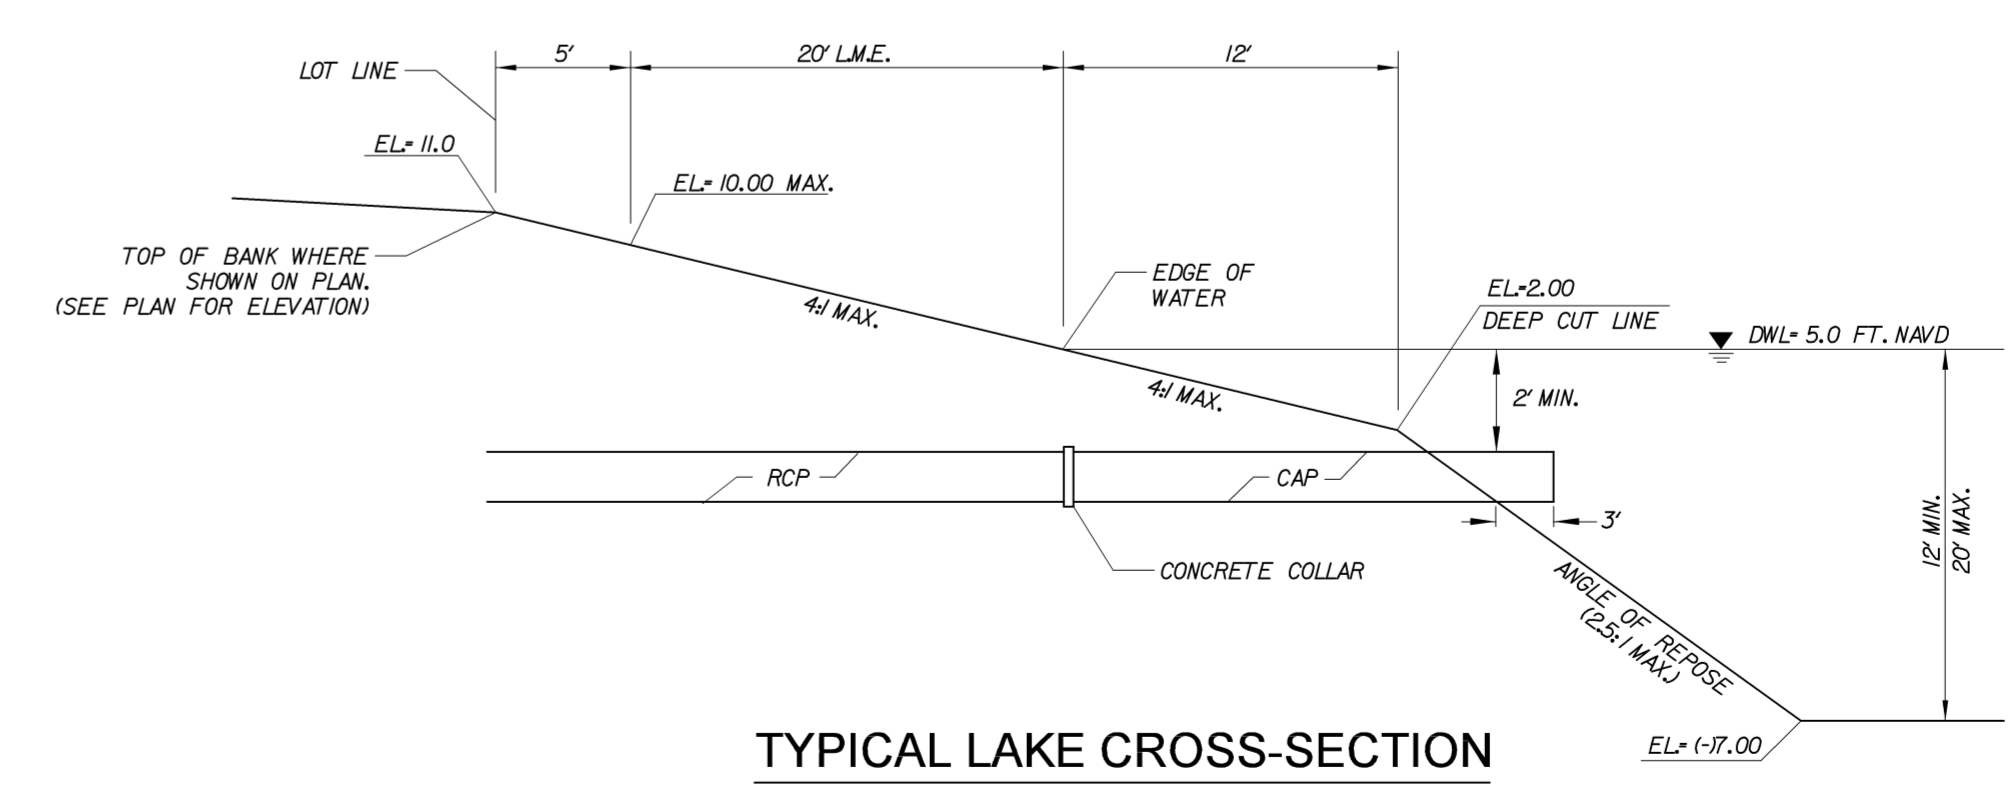 5'
20' L.M.E.
12'
LOT LINE
EL.= 11.0
EL.= 10.00 MAX.
TOP OF BANK WHERE
SHOWN ON PLAN.
(SEE PLAN FOR ELEVATION)
4:1 MAX.
EDGE OF
WATER
4:1 MAX.
EL.=2.00
DEEP CUT LINE
DWL= 5.0 FT. NAVD
2' MIN.
RCP
CAP
3'
CONCRETE COLLAR
12' MIN.
20' MAX.
ANGLE OF REPOSE
(2.5:1 MAX.)
EL.= (-)7.00
TYPICAL LAKE CROSS-SECTION